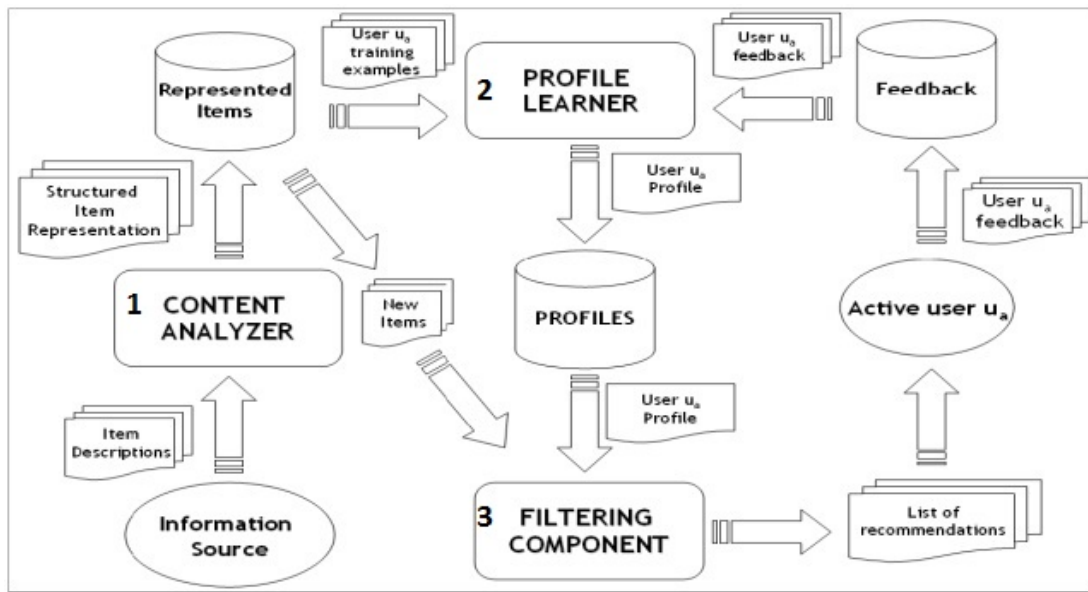 User uₐ
training
examples
User uₐ
feedback
Represented
Items
2 PROFILE
LEARNER
Feedback
Structured
Item
Representation
User uₐ
Profile
User uₐ
feedback
1 CONTENT
ANALYZER
New
Items
PROFILES
Active user uₐ
Item
Descriptions
User uₐ
Profile
Information
Source
3 FILTERING
COMPONENT
List of
recommendations